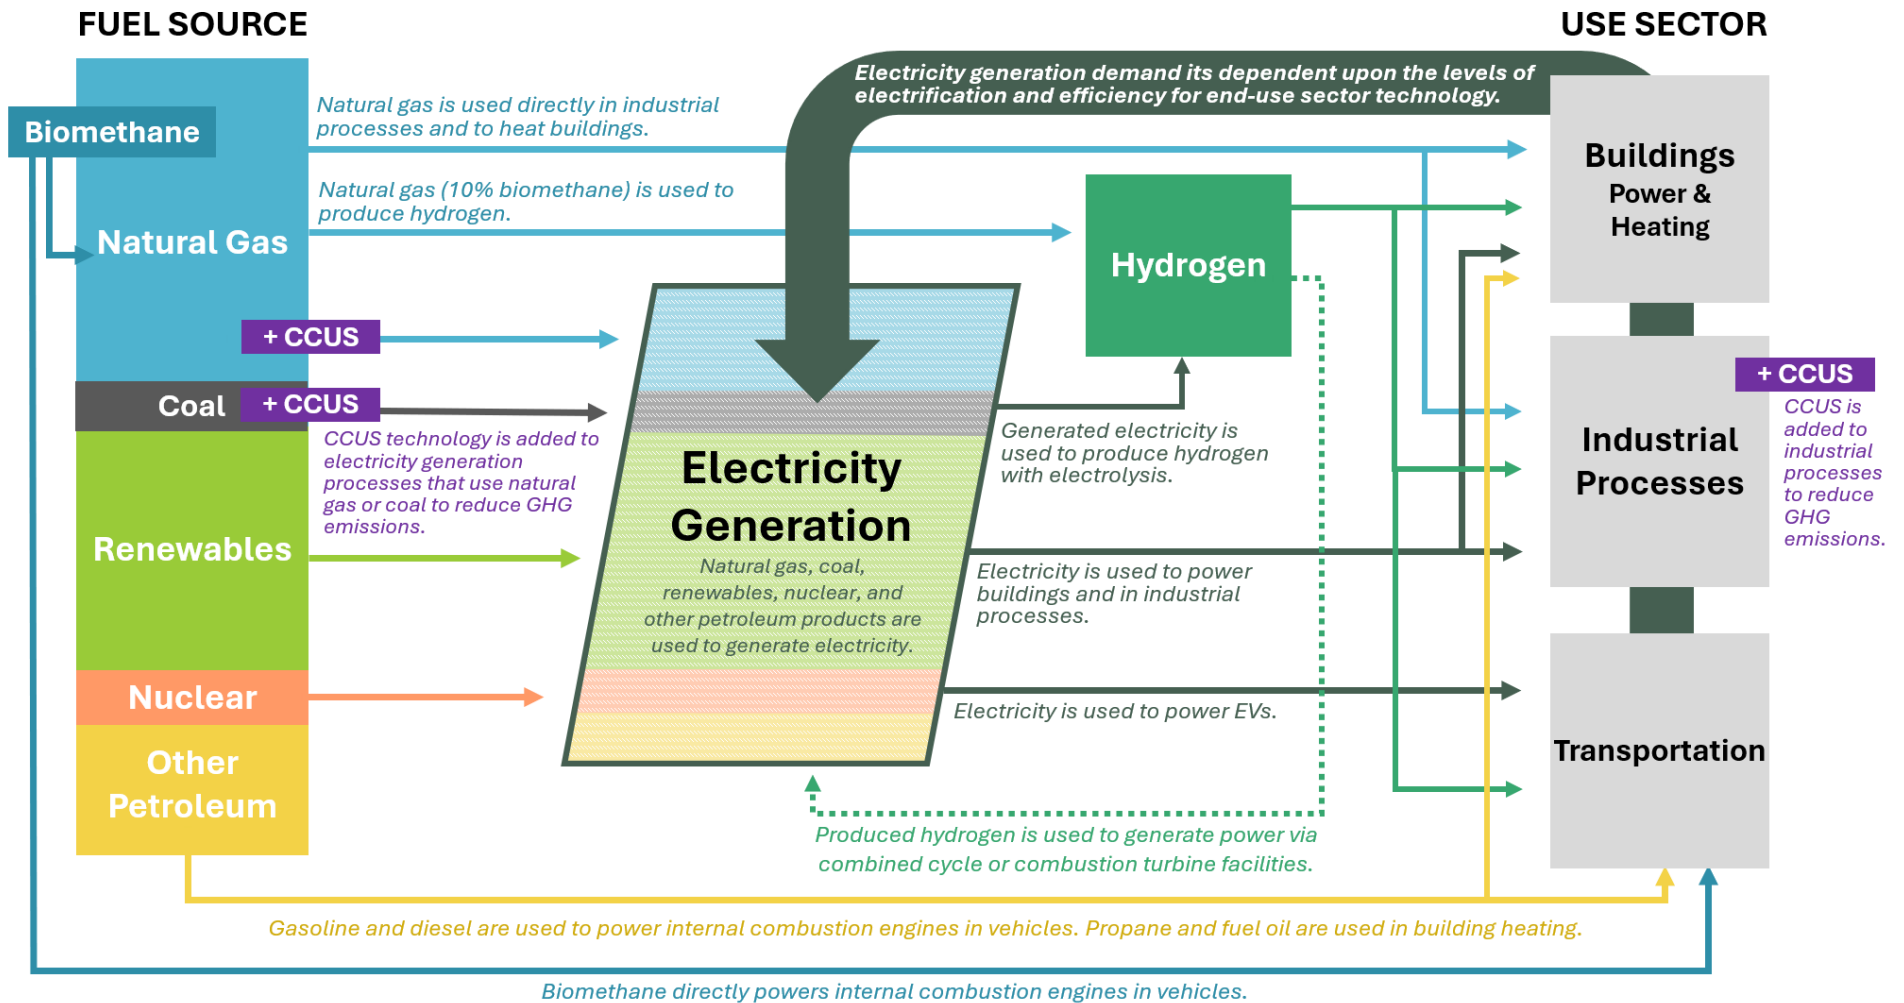 FUEL SOURCE
USE SECTOR
Electricity generation demand its dependent upon the levels of
electrification and efficiency for end-use sector technology.
Biomethane
Natural gas is used directly in industrial
processes and to heat buildings.
Natural gas (10% biomethane) is used to
produce hydrogen.
Natural Gas
+ CCUS
Coal
+ CCUS
CCUS technology is added to
electricity generation
processes that use natural
gas or coal to reduce GHG
emissions.
Renewables
Nuclear
Other
Petroleum
Electricity
Generation
Natural gas, coal,
renewables, nuclear, and
other petroleum products are
used to generate electricity.
Hydrogen
Generated electricity is
used to produce hydrogen
with electrolysis.
Electricity is used to power
buildings and in industrial
processes.
Electricity is used to power EVs.
Produced hydrogen is used to generate power via
combined cycle or combustion turbine facilities.
Buildings
Power &
Heating
Industrial
Processes
+ CCUS
CCUS is
added to
industrial
processes
to reduce
GHG
emissions.
Transportation
Gasoline and diesel are used to power internal combustion engines in vehicles. Propane and fuel oil are used in building heating.
Biomethane directly powers internal combustion engines in vehicles.